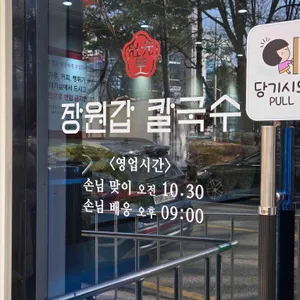 장원갑 칼국수
당기시오
PULL
<영업시간>
손님 맞이 오전 10.30
손님 배웅 오후 09:00